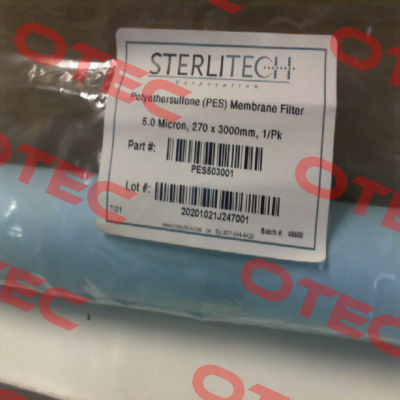 OTEC
STERLITECH
Corporation
Polyethersulfone (PES) Membrane Filter
5.0 Micron, 270 x 3000mm, 1/Pk
Part #:
PES503001
Lot #:
20201021J247001
Batch #: 46600
OTEC
OTEC
OTEC
OTEC